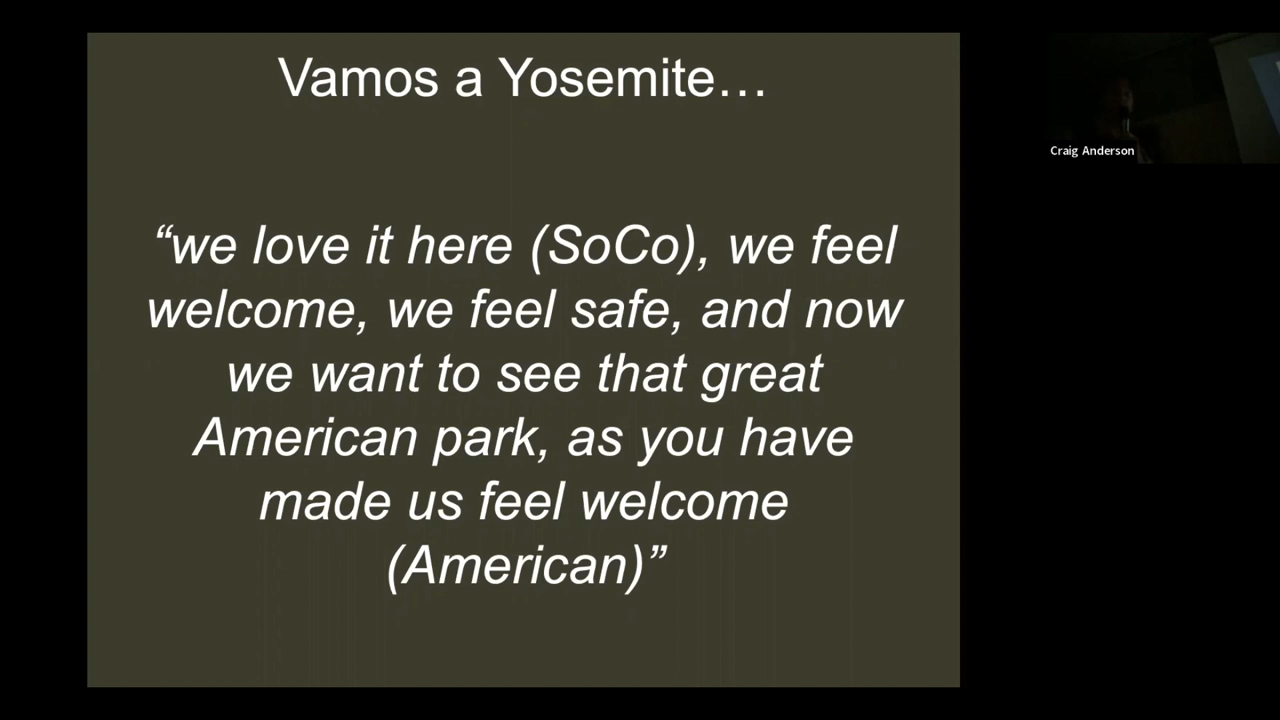 Vamos a Yosemite…
“we love it here (SoCo), we feel
welcome, we feel safe, and now
we want to see that great
American park, as you have
made us feel welcome
(American)”
Craig Anderson